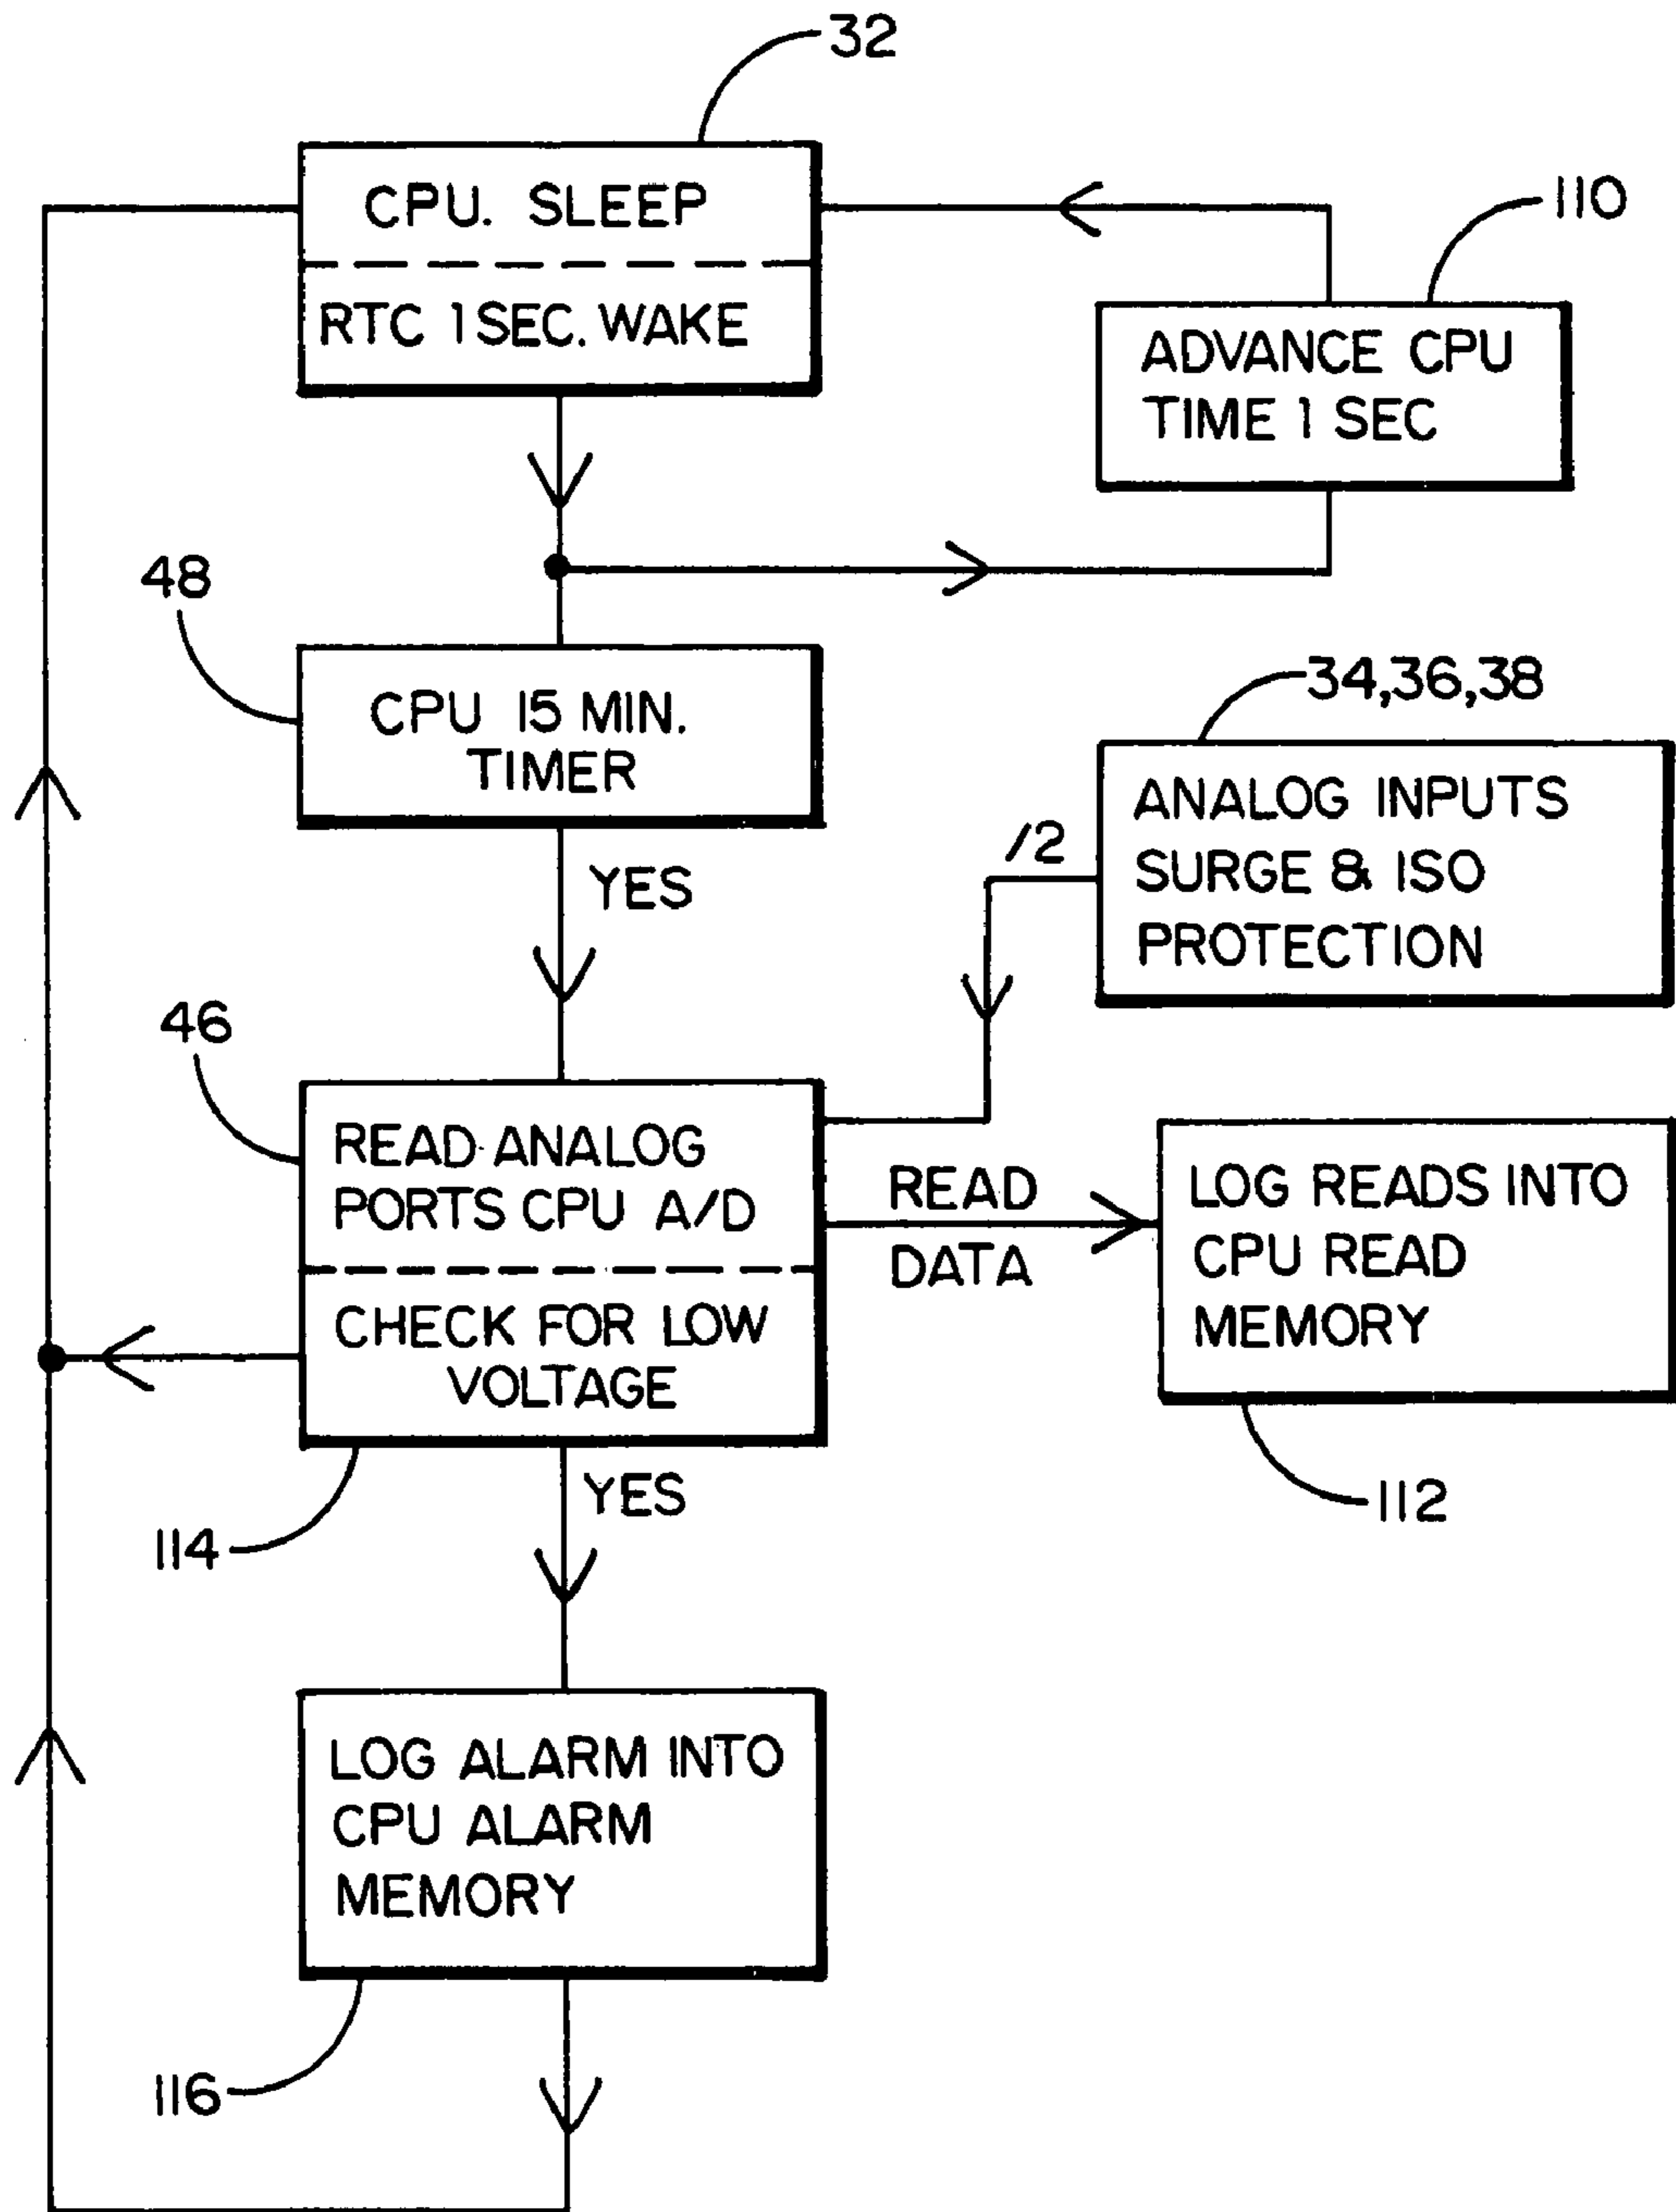 32
CPU. SLEEP
RTC 1 SEC. WAKE
110
ADVANCE CPU
TIME 1 SEC
48
CPU 15 MIN.
TIMER
34,36,38
ANALOG INPUTS
SURGE & ISO
PROTECTION
/2
YES
46
READ ANALOG
PORTS CPU A/D
CHECK FOR LOW
VOLTAGE
READ
DATA
LOG READS INTO
CPU READ
MEMORY
112
114
YES
LOG ALARM INTO
CPU ALARM
MEMORY
116